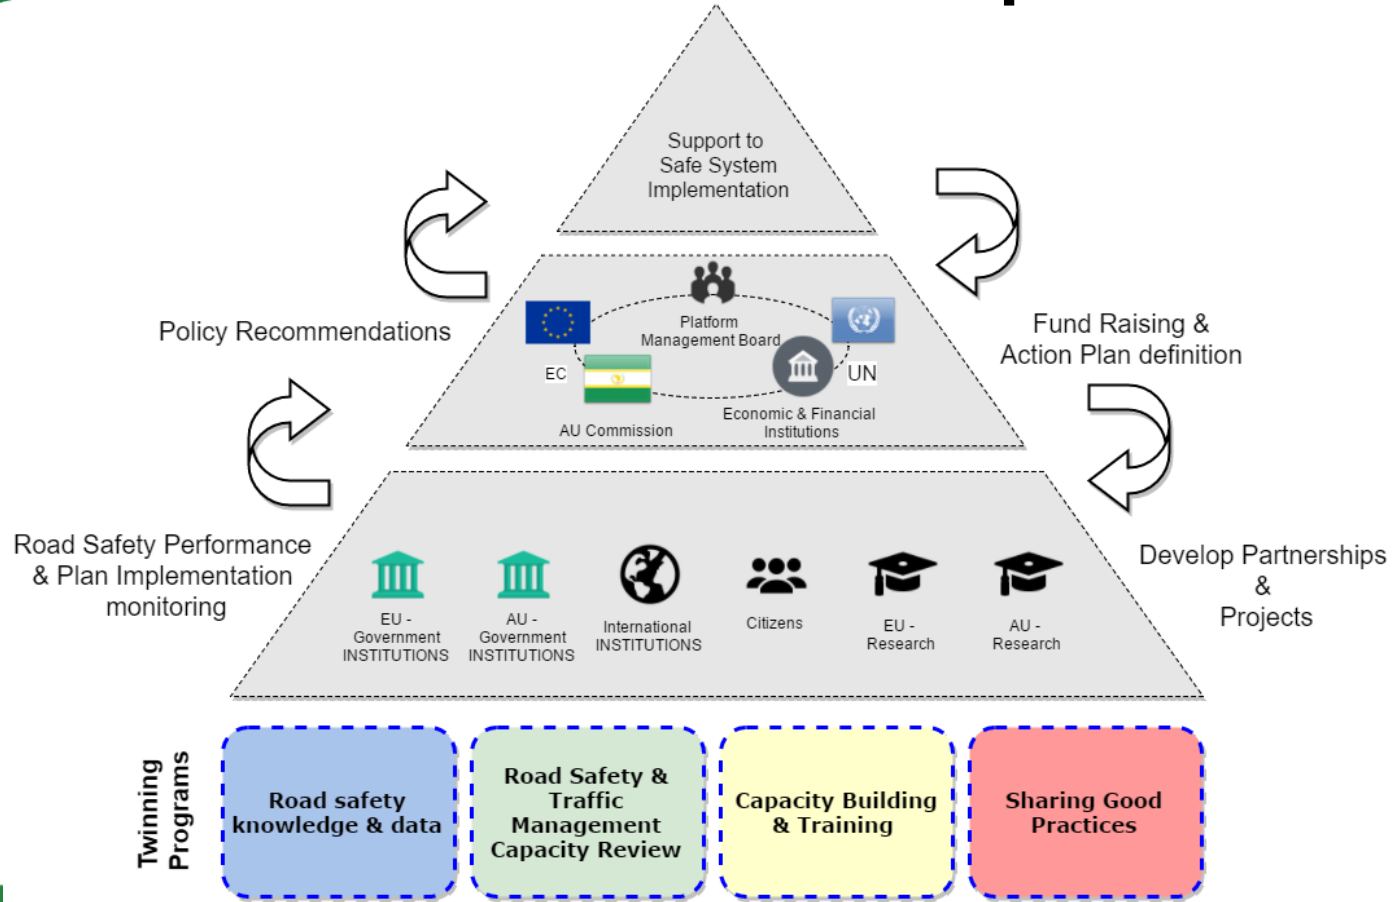 Support to
Safe System
Implementation
Policy Recommendations
Fund Raising &
Action Plan definition
Platform
Management Board
EC
UN
AU Commission
Economic & Financial
Institutions
Road Safety Performance
& Plan Implementation
monitoring
Develop Partnerships
&
Projects
EU -
Government
INSTITUTIONS
AU -
Government
INSTITUTIONS
International
INSTITUTIONS
Citizens
EU -
Research
AU -
Research
Twinning
Programs
Road safety
knowledge & data
Road Safety &
Traffic
Management
Capacity Review
Capacity Building
& Training
Sharing Good
Practices